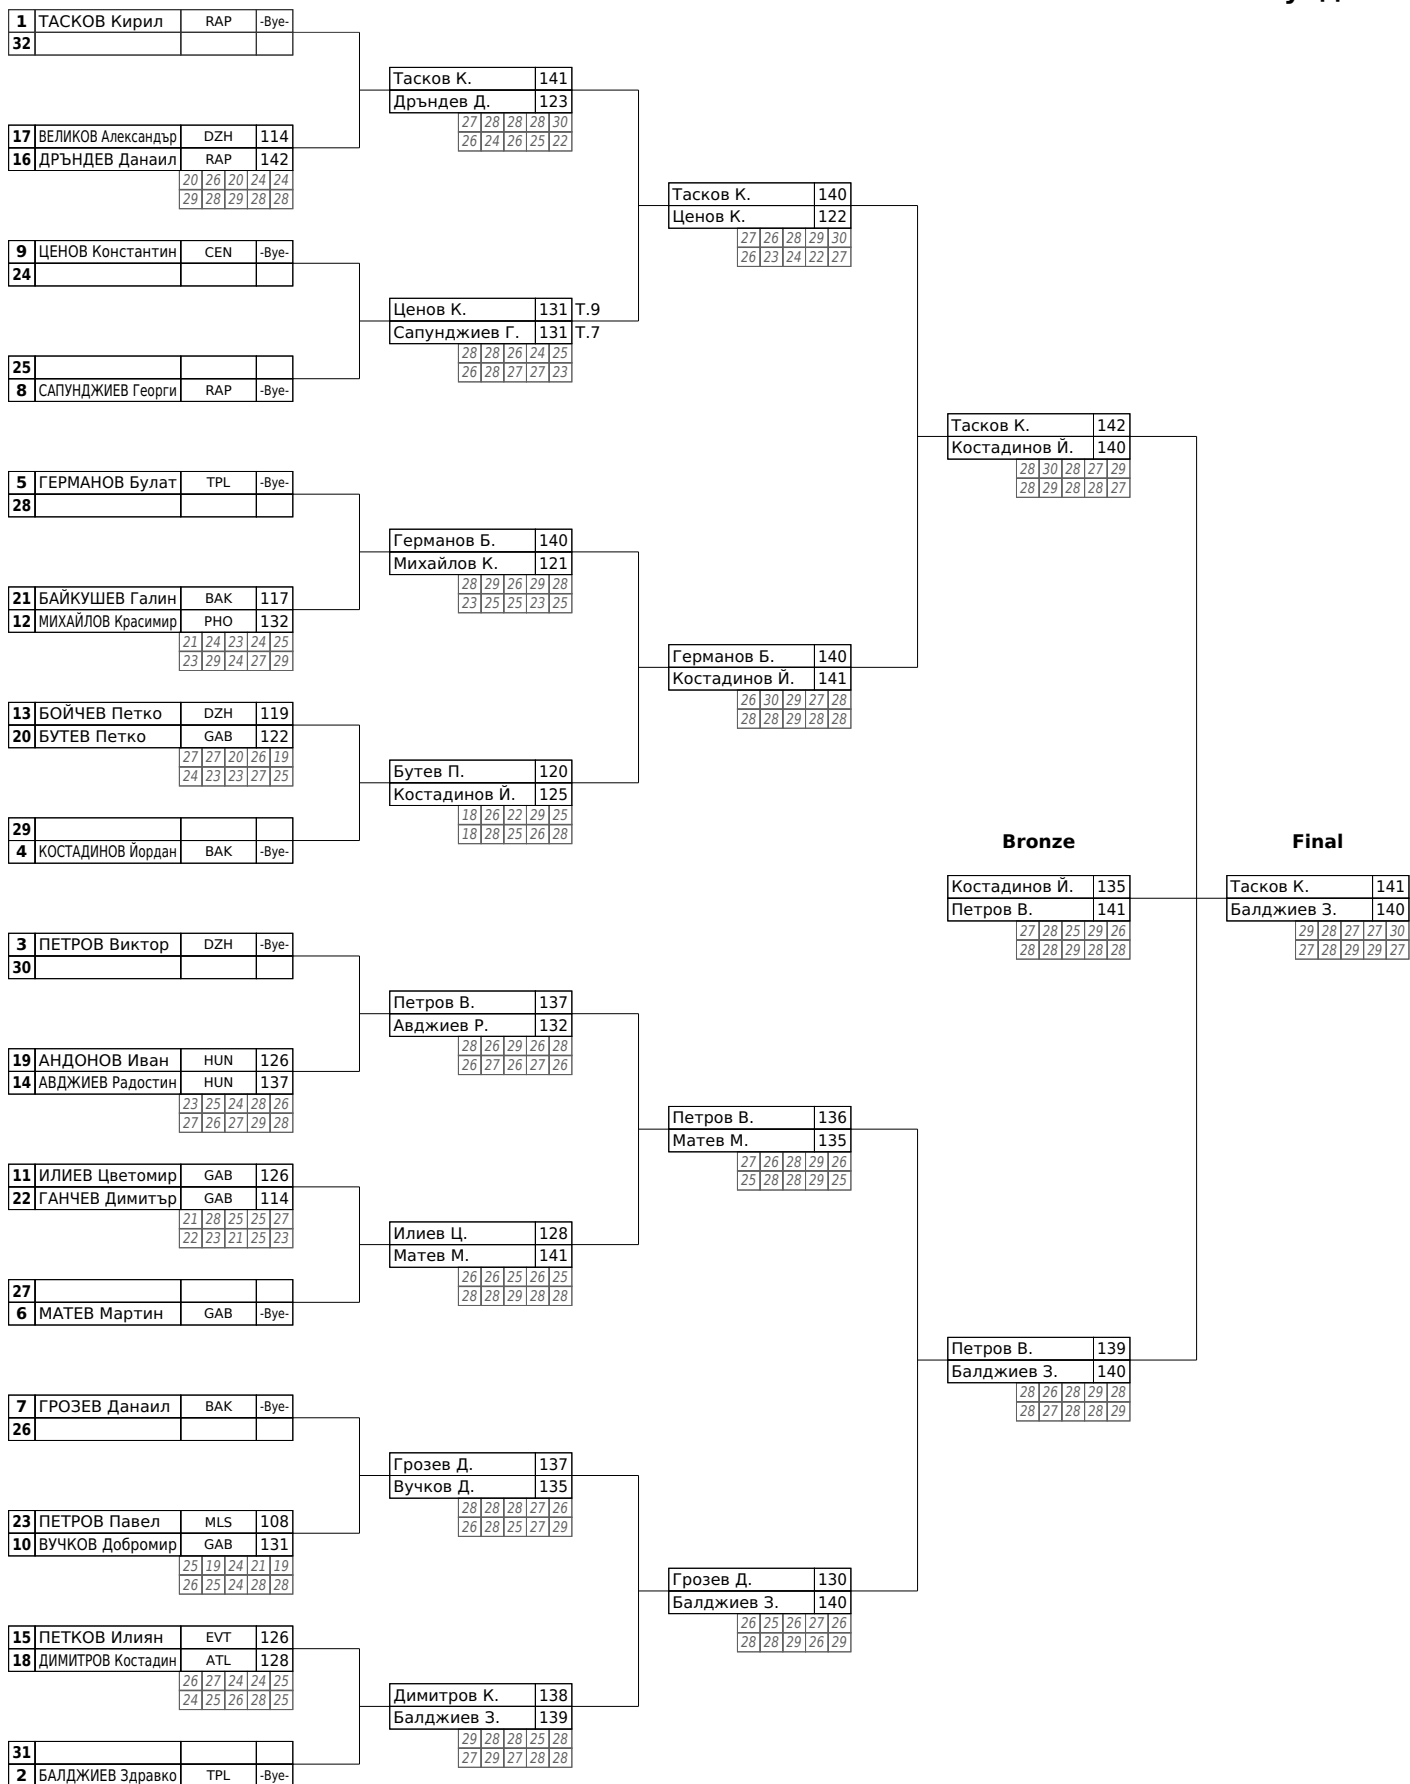 1 ТАСКОВ Кирил RAP -Bye-
32
Тасков К. 141
Дръндев Д. 123
27 28 28 28 30
26 24 26 25 22
17 ВЕЛИКОВ Александър DZH 114
16 ДРЪНДЕВ Данаил RAP 142
20 26 20 24 24
29 28 29 28 28
Тасков К. 140
Ценов К. 122
27 26 28 29 30
26 23 24 22 27
9 ЦЕНОВ Константин CEN -Bye-
24
Ценов К. 131 T.9
Сапунджиев Г. 131 T.7
28 28 26 24 25
26 28 27 27 23
25
8 САПУНДЖИЕВ Георги RAP -Bye-
Тасков К. 142
Костадинов Й. 140
28 30 28 27 29
28 29 28 28 27
5 ГЕРМАНОВ Булат TPL -Bye-
28
Германов Б. 140
Михайлов К. 121
28 29 26 29 28
23 25 25 23 25
21 БАЙКУШЕВ Галин BAK 117
12 МИХАЙЛОВ Красимир PHO 132
21 24 23 24 25
23 29 24 27 29
Германов Б. 140
Костадинов Й. 141
26 30 29 27 28
28 28 29 28 28
13 БОЙЧЕВ Петко DZH 119
20 БУТЕВ Петко GAB 122
27 27 20 26 19
24 23 23 27 25
Бутев П. 120
Костадинов Й. 125
18 26 22 29 25
18 28 25 26 28
29
4 КОСТАДИНОВ Йордан BAK -Bye-
Bronze Final
Костадинов Й. 135
Петров В. 141
27 28 25 29 26
28 28 29 28 28
Тасков К. 141
Балджиев З. 140
29 28 27 27 30
27 28 29 29 27
3 ПЕТРОВ Виктор DZH -Bye-
30
Петров В. 137
Авджиев Р. 132
28 26 29 26 28
26 27 26 27 26
19 АНДОНОВ Иван HUN 126
14 АВДЖИЕВ Радостин HUN 137
23 25 24 28 26
27 26 27 29 28
Петров В. 136
Матев М. 135
27 26 28 29 26
25 28 28 29 25
11 ИЛИЕВ Цветомир GAB 126
22 ГАНЧЕВ Димитър GAB 114
21 28 25 25 27
22 23 21 25 23
Илиев Ц. 128
Матев М. 141
26 26 25 26 25
28 28 29 28 28
27
6 МАТЕВ Мартин GAB -Bye-
Петров В. 139
Балджиев З. 140
28 26 28 29 28
28 27 28 28 29
7 ГРОЗЕВ Данаил BAK -Bye-
26
Грозев Д. 137
Вучков Д. 135
28 28 28 27 26
26 28 25 27 29
23 ПЕТРОВ Павел MLS 108
10 ВУЧКОВ Добромир GAB 131
25 19 24 21 19
26 25 24 28 28
Грозев Д. 130
Балджиев З. 140
26 25 26 27 26
28 28 29 26 29
15 ПЕТКОВ Илиян EVT 126
18 ДИМИТРОВ Костадин ATL 128
26 27 24 24 25
24 25 26 28 25
Димитров К. 138
Балджиев З. 139
29 28 28 25 28
27 29 27 28 28
31
2 БАЛДЖИЕВ Здравко TPL -Bye-